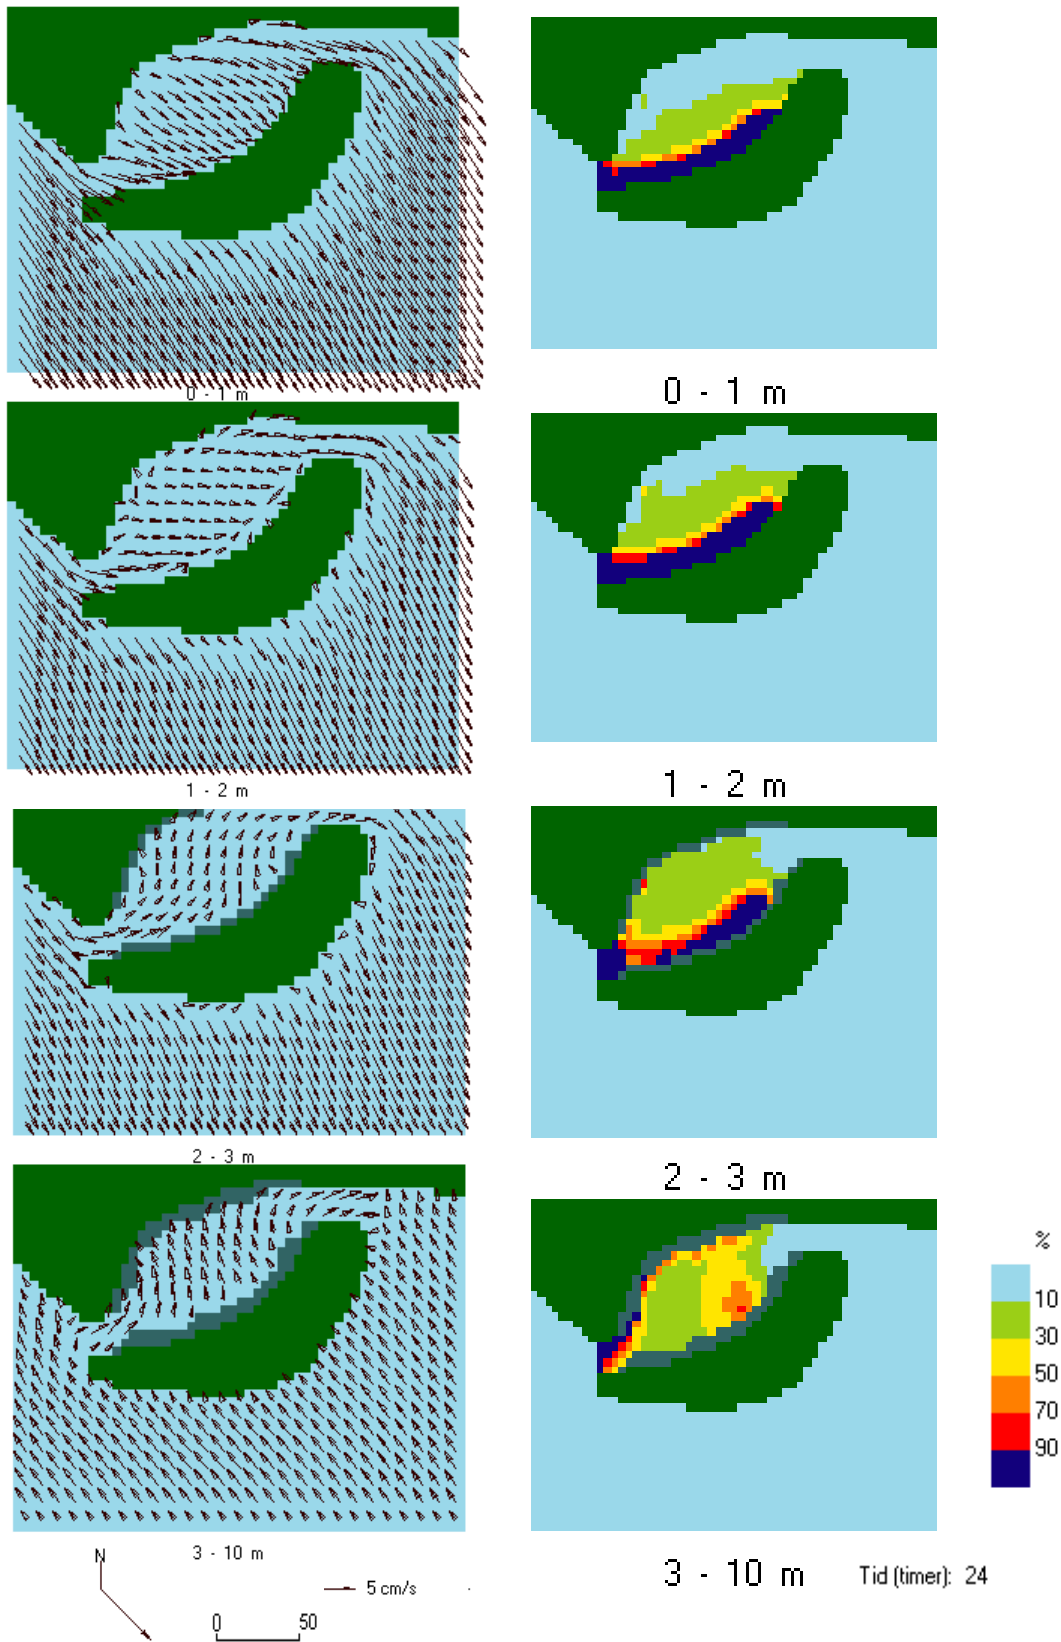 0 - 1 m
0 - 1 m
1 - 2 m
1 - 2 m
2 - 3 m
2 - 3 m
%
10
30
50
70
90
3 - 10 m
3 - 10 m
Tid (timer): 24
N
5 cm/s
0 50